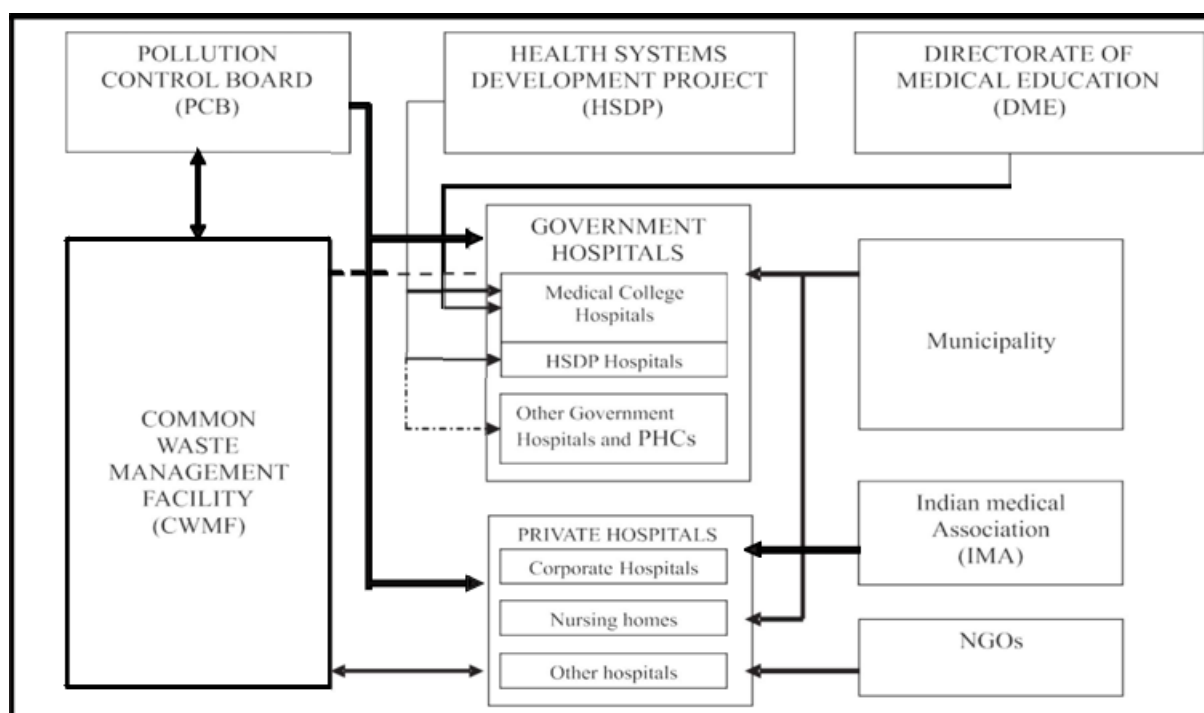 POLLUTION
CONTROL BOARD
(PCB)
HEALTH SYSTEMS
DEVELOPMENT PROJECT
(HSDP)
DIRECTORATE OF
MEDICAL EDUCATION
(DME)
GOVERNMENT
HOSPITALS
Medical College
Hospitals
HSDP Hospitals
Other Government
Hospitals and PHCs
Municipality
COMMON
WASTE
MANAGEMENT
FACILITY
(CWMF)
PRIVATE HOSPITALS
Corporate Hospitals
Nursing homes
Other hospitals
Indian medical
Association
(IMA)
NGOs